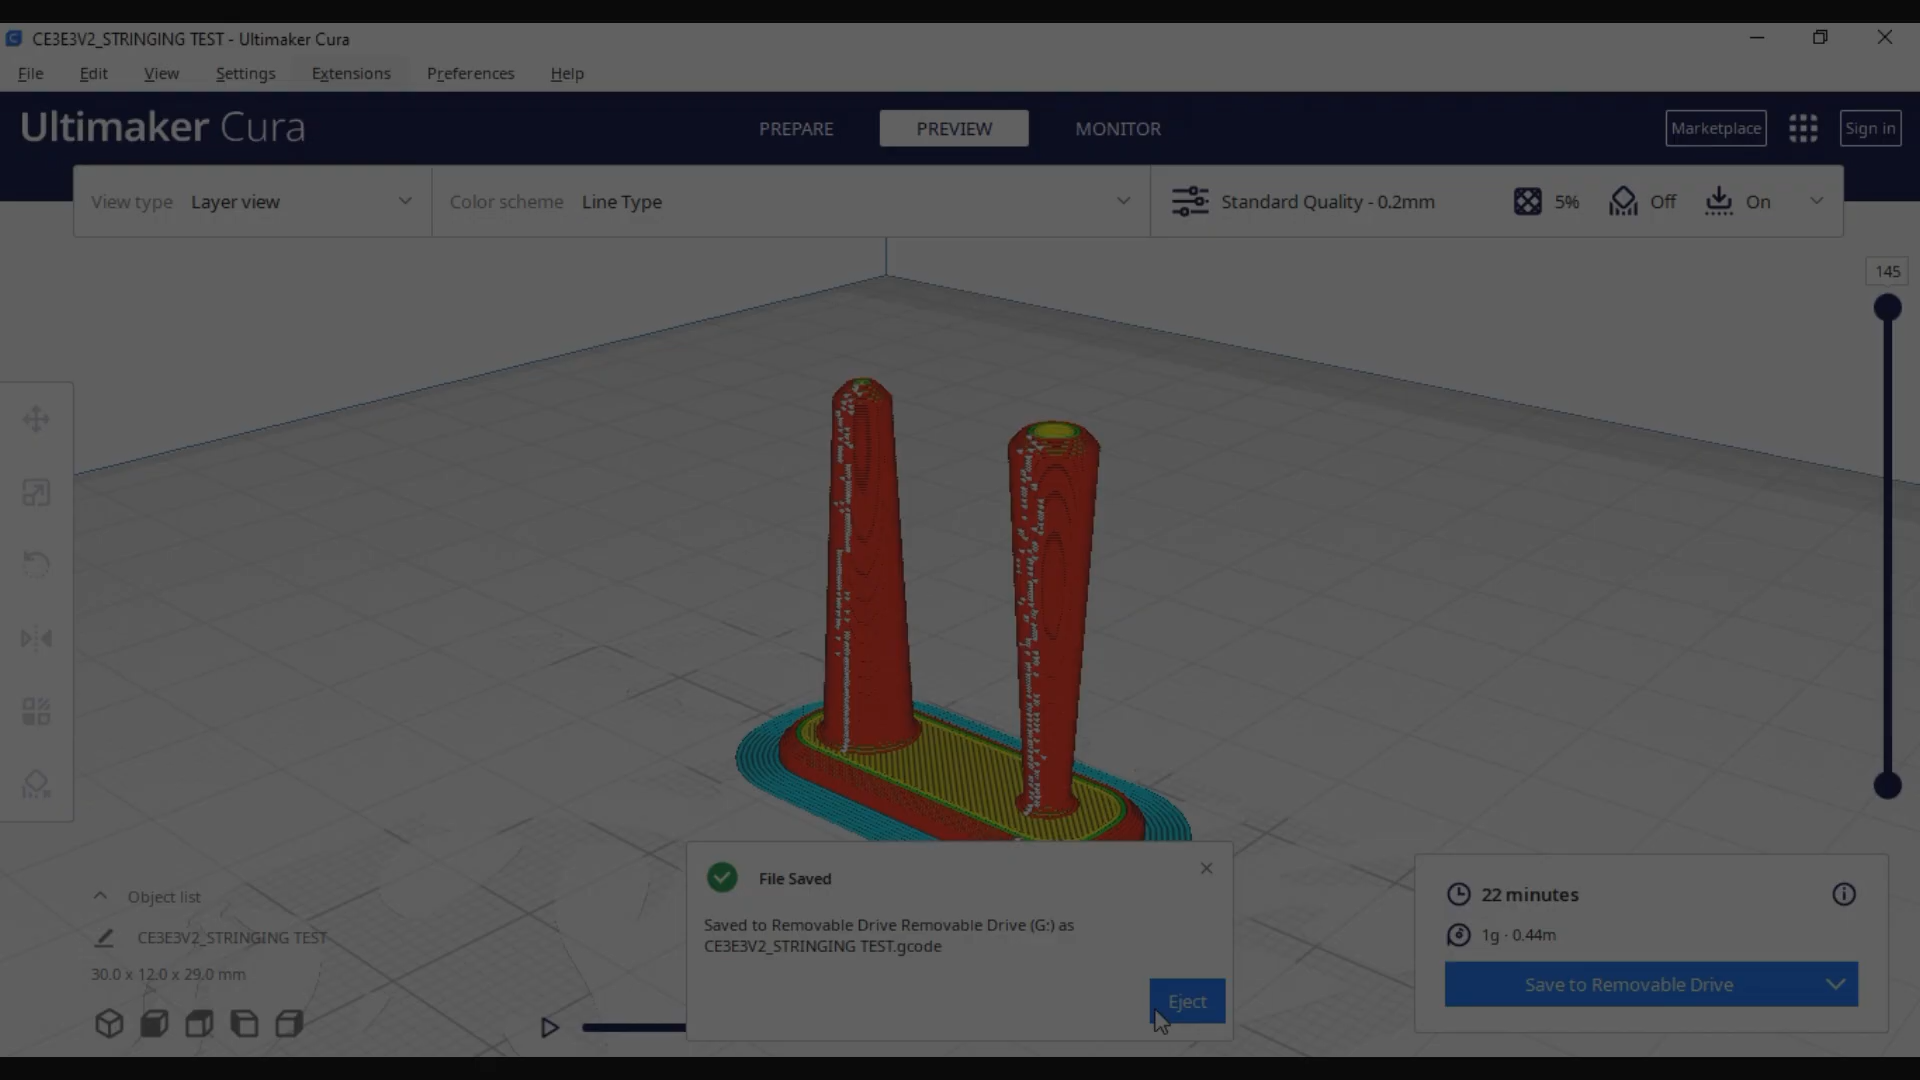 CE3E3V2_STRINGING TEST - Ultimaker Cura
File Edit View Settings Extensions Preferences Help
Ultimaker Cura
PREPARE PREVIEW MONITOR
Marketplace Sign in
View type Layer view Color scheme Line Type Standard Quality - 0.2mm 5% Off On
145
File Saved
Saved to Removable Drive Removable Drive (G:) as
CE3E3V2_STRINGING TEST.gcode
Eject
Object list
CE3E3V2_STRINGING TEST
30.0 x 12.0 x 29.0 mm
22 minutes
1g · 0.44m
Save to Removable Drive